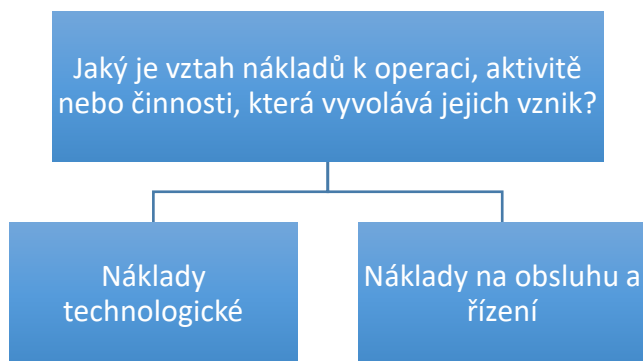 Jaký je vztah nákladů k operaci, aktivitě
nebo činnosti, která vyvolává jejich vznik?
Náklady
technologické
Náklady na obsluhu a
řízení